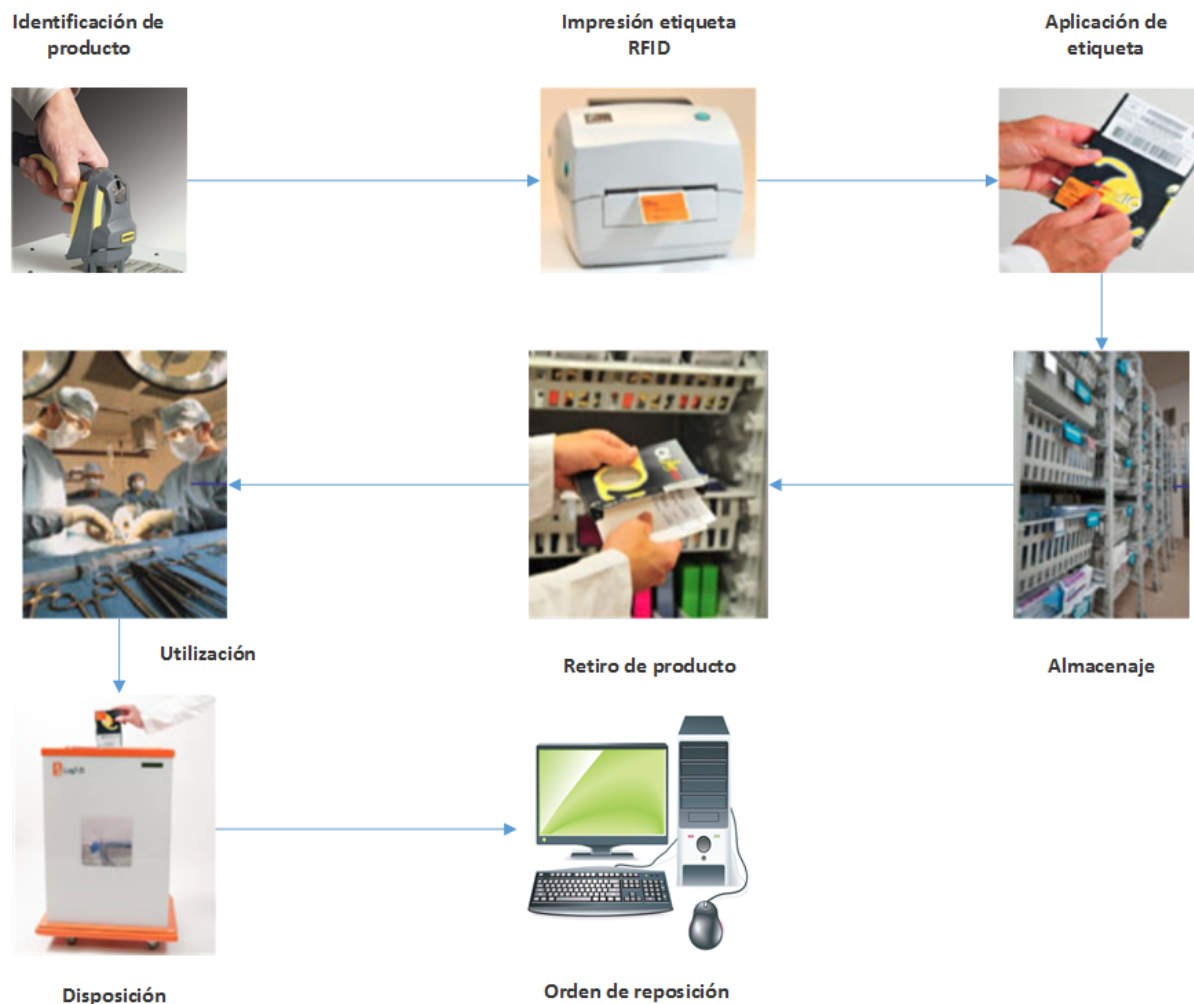 Identificación de
producto
Impresión etiqueta
RFID
Aplicación de
etiqueta
Utilización
Retiro de producto
Almacenaje
Disposición
Orden de reposición